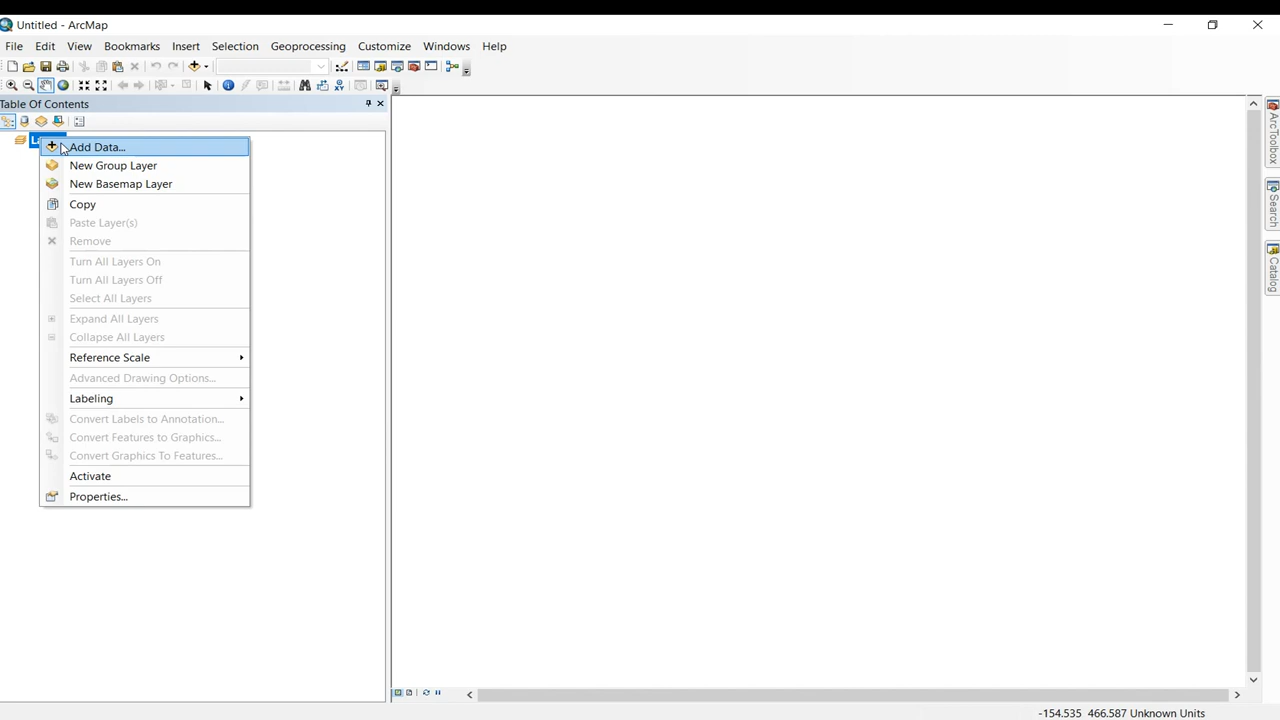 Untitled - ArcMap
File Edit View Bookmarks Insert Selection Geoprocessing Customize Windows Help
Table Of Contents
Add Data...
New Group Layer
New Basemap Layer
Copy
Paste Layer(s)
Remove
Turn All Layers On
Turn All Layers Off
Select All Layers
Expand All Layers
Collapse All Layers
Reference Scale
Advanced Drawing Options...
Labeling
Convert Labels to Annotation...
Convert Features to Graphics...
Convert Graphics To Features...
Activate
Properties...
ArcToolbox
Search
Catalog
-154.535 466.587 Unknown Units